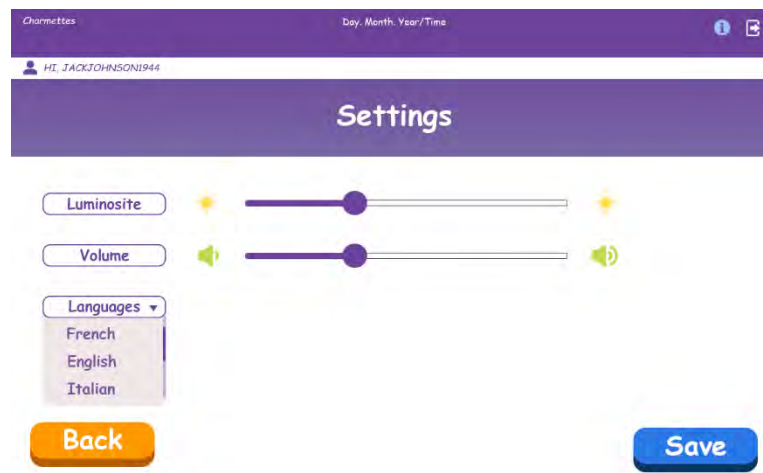 Charmettes
Day. Month. Year/Time
HI, JACKJOHNSON1944
Settings
Luminosite
Volume
Languages
French
English
Italian
Back
Save